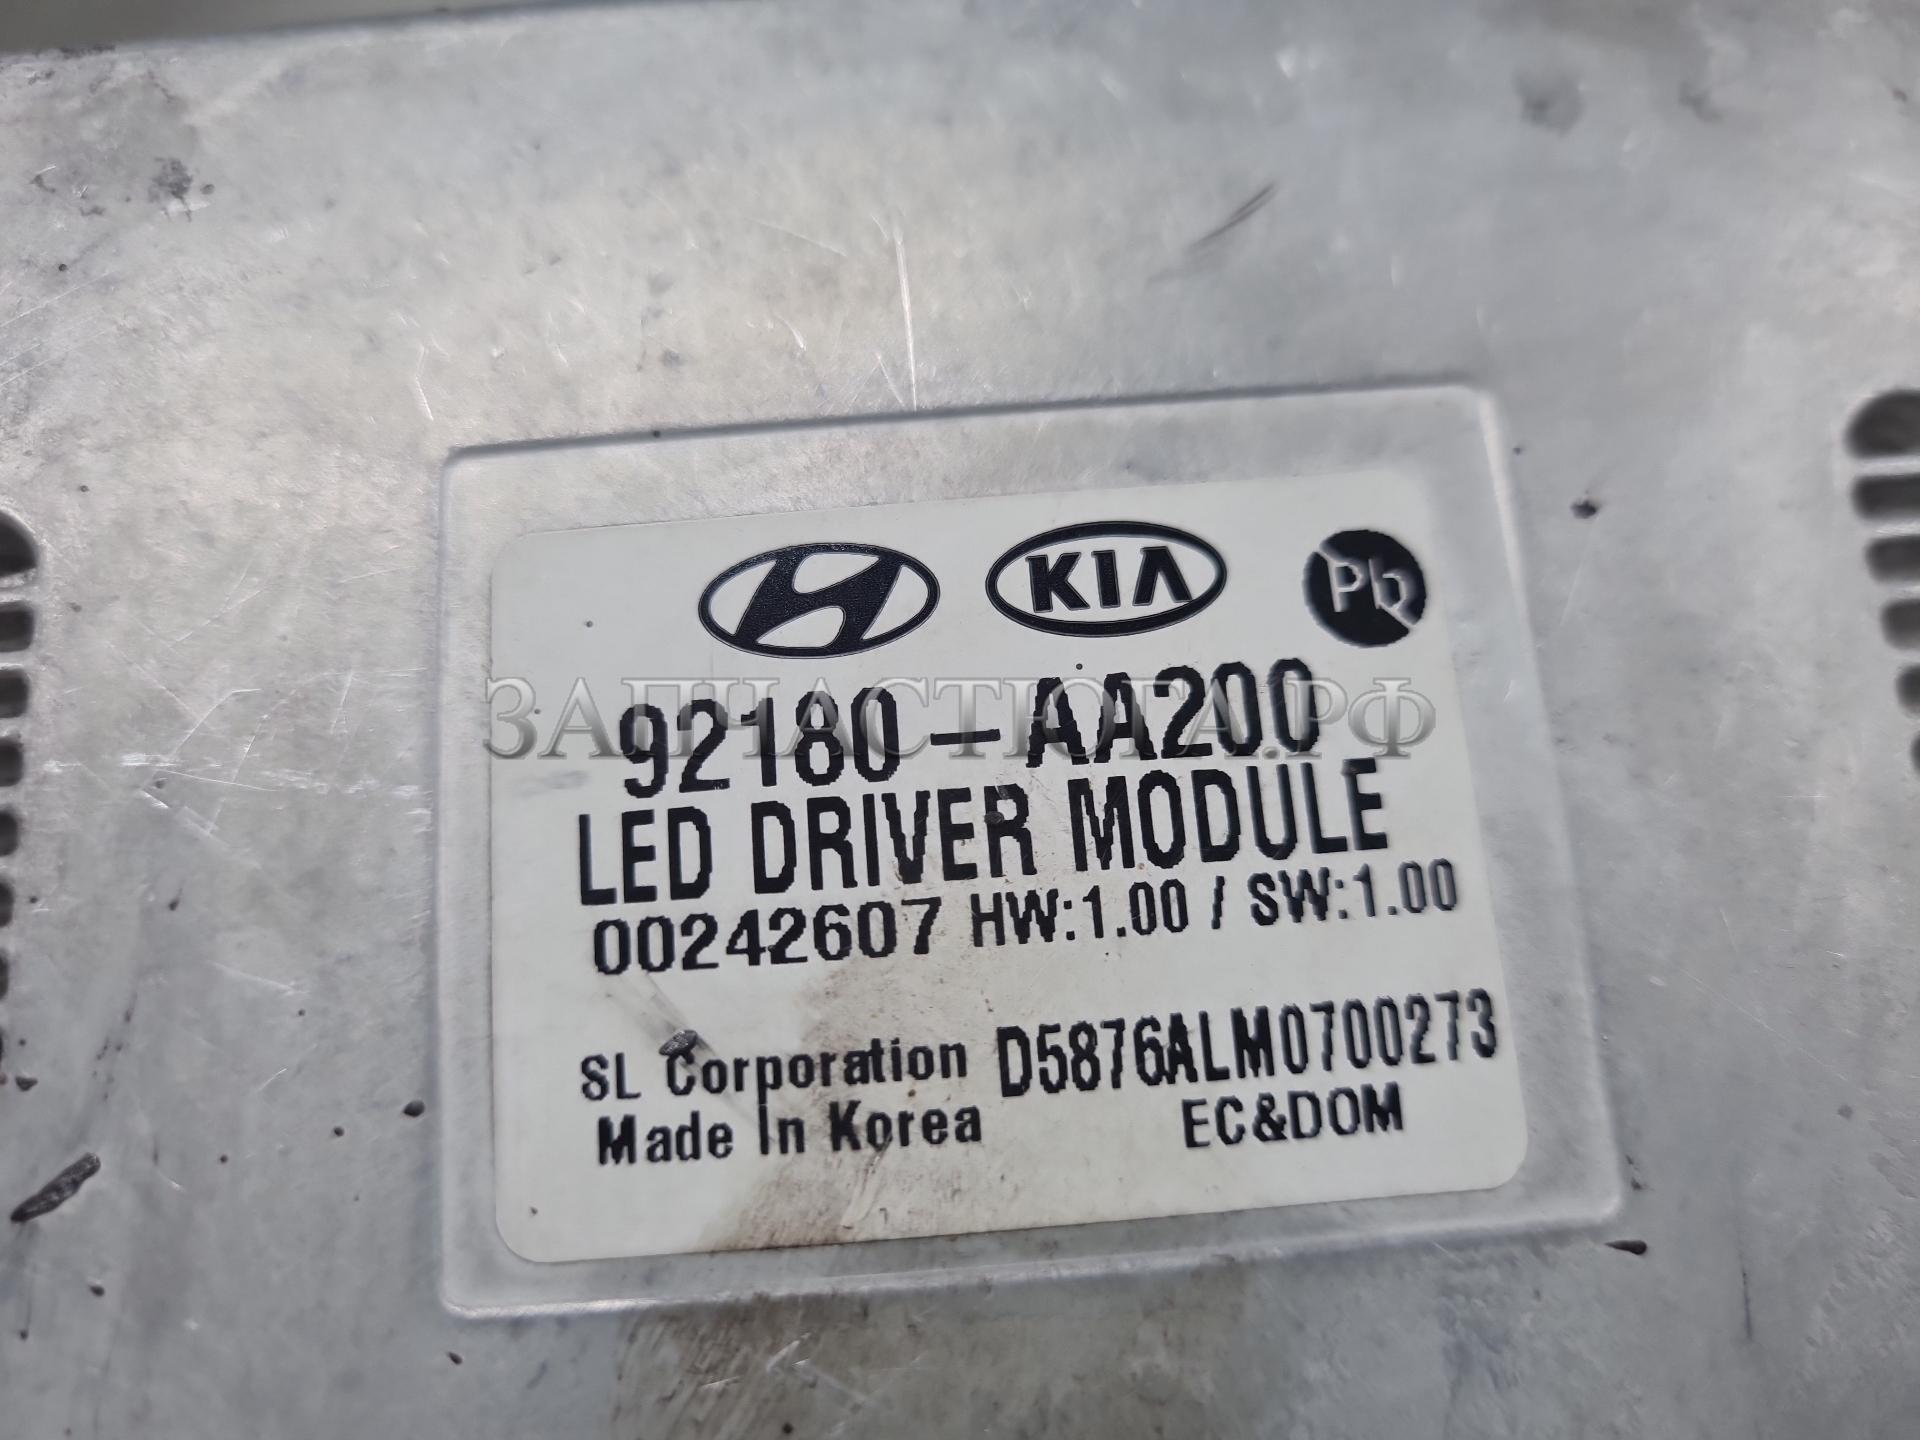 KIA
Pb
92180-AA200
ЗАПЧАСТЮГА.РФ
LED DRIVER MODULE
00242607 HW:1.00 / SW:1.00
SL Corporation D5876ALM0700273
Made In Korea EC&DOM